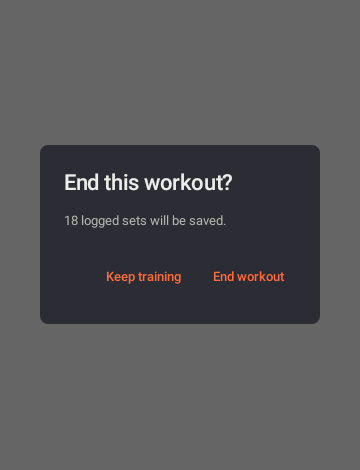 End this workout?
18 logged sets will be saved.
Keep training End workout